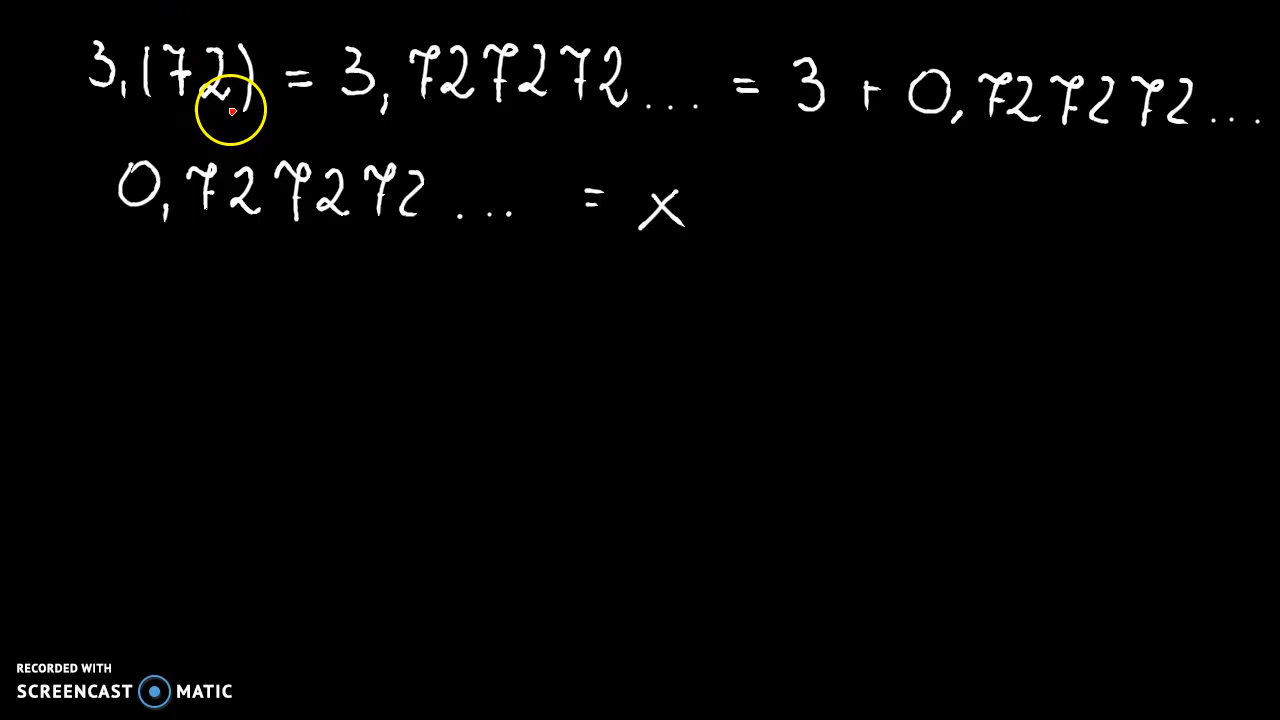 3,(72) = 3,727272... = 3 + 0,727272...
0,727272... = x
RECORDED WITH
SCREENCAST MATIC